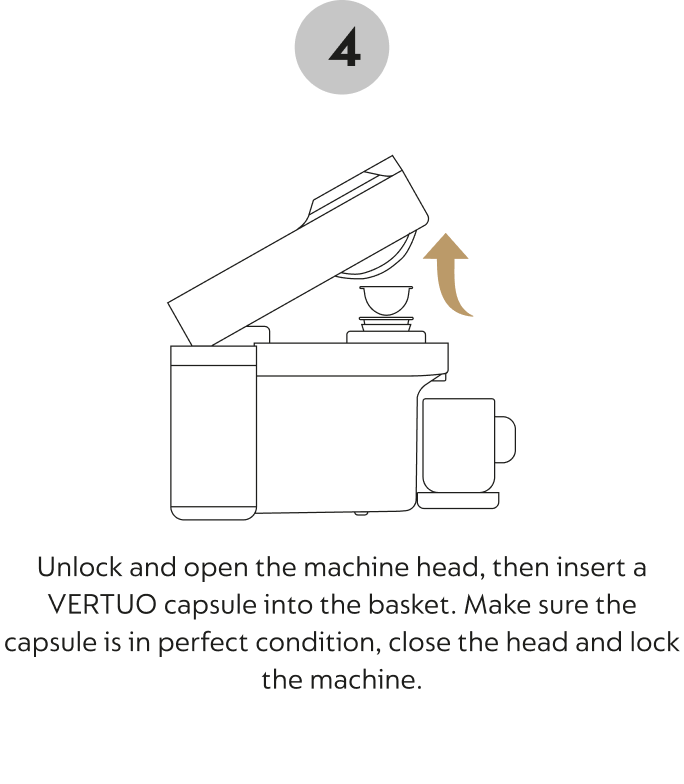 4
Unlock and open the machine head, then insert a
VERTUO capsule into the basket. Make sure the
capsule is in perfect condition, close the head and lock
the machine.